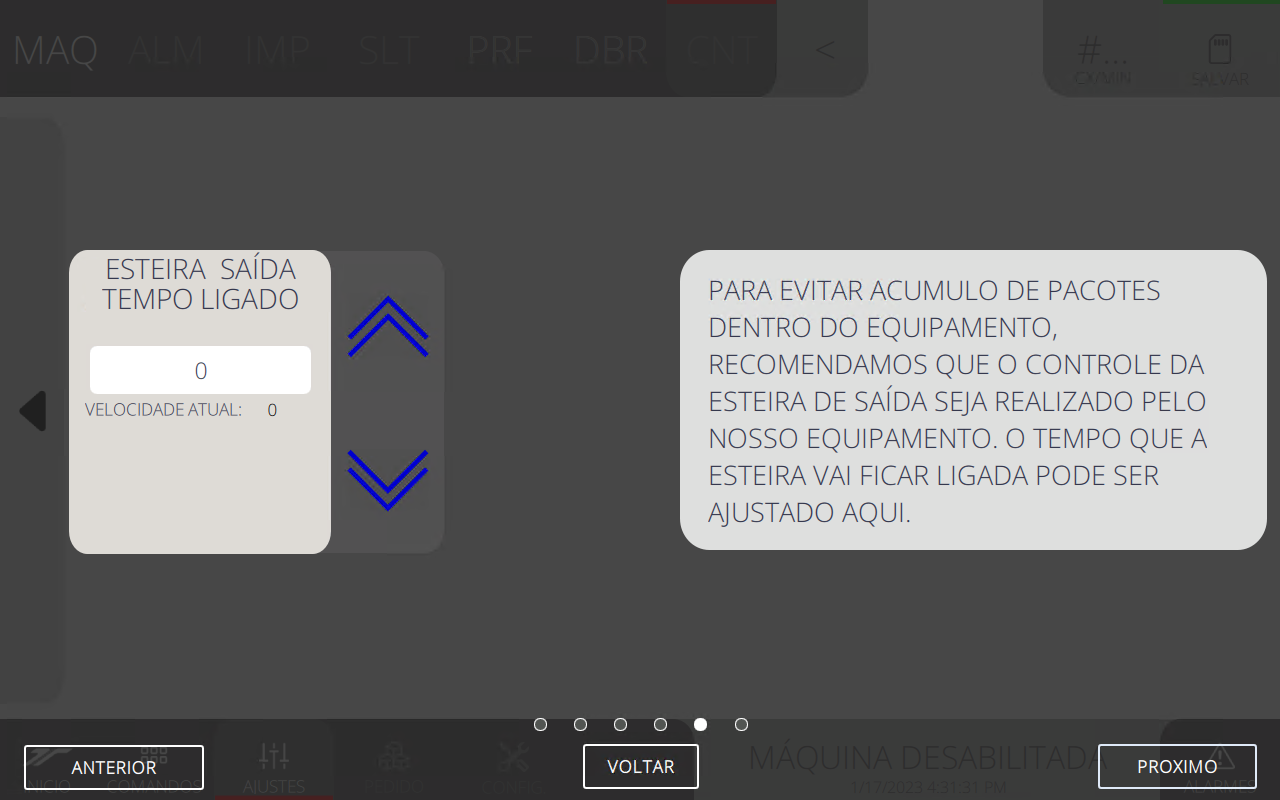 MAQ ALM IMP SLT PRF DBR CNT < #...
CX/MIN SALVAR
ESTEIRA SAÍDA
TEMPO LIGADO
0
VELOCIDADE ATUAL: 0
PARA EVITAR ACUMULO DE PACOTES
DENTRO DO EQUIPAMENTO,
RECOMENDAMOS QUE O CONTROLE DA
ESTEIRA DE SAÍDA SEJA REALIZADO PELO
NOSSO EQUIPAMENTO. O TEMPO QUE A
ESTEIRA VAI FICAR LIGADA PODE SER
AJUSTADO AQUI.
ANTERIOR
VOLTAR
PROXIMO
INICIO COMANDOS AJUSTES PEDIDO CONFIG
MÁQUINA DESABILITADA
1/17/2023 4:31:31 PM
ALARMES